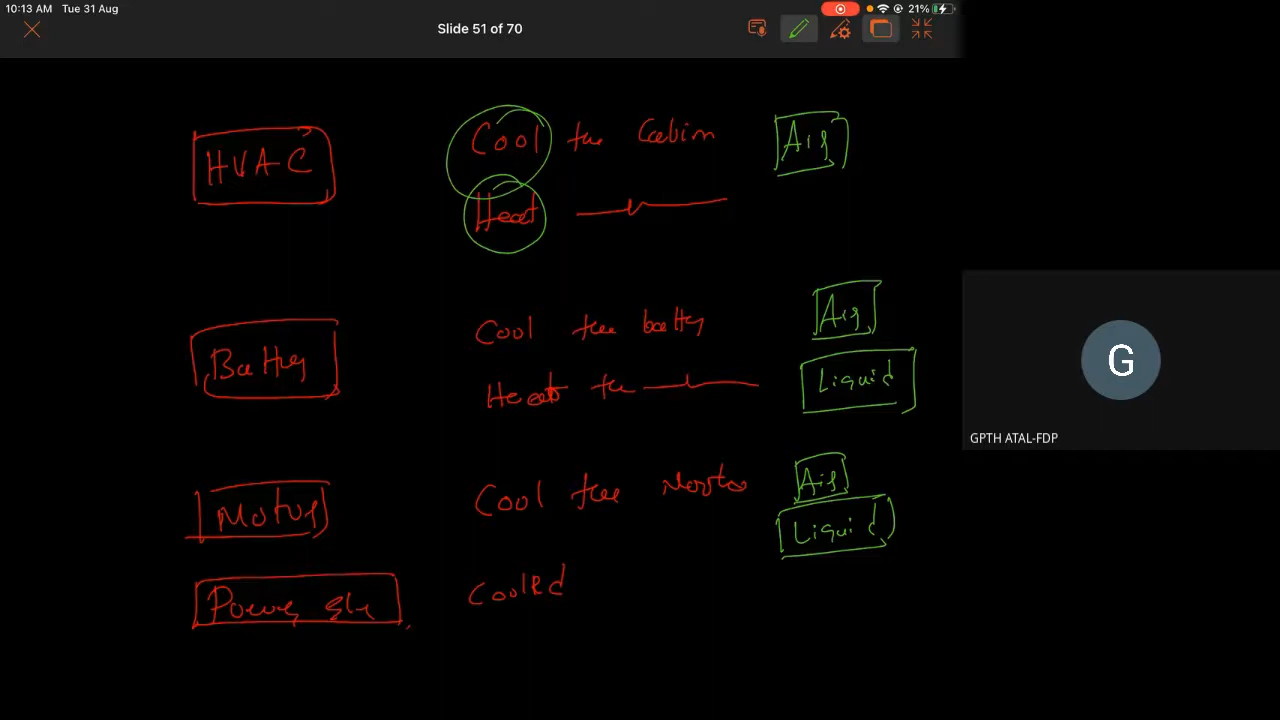 10:13 AM Tue 31 Aug 21%
Slide 51 of 70
HVAC Cool the Cabin Air
Heat
Battery Cool the battery Air
Heat the Liquid
Motor Cool the Motor Air
Liquid
Power ele Cooled
G
GPTH ATAL-FDP